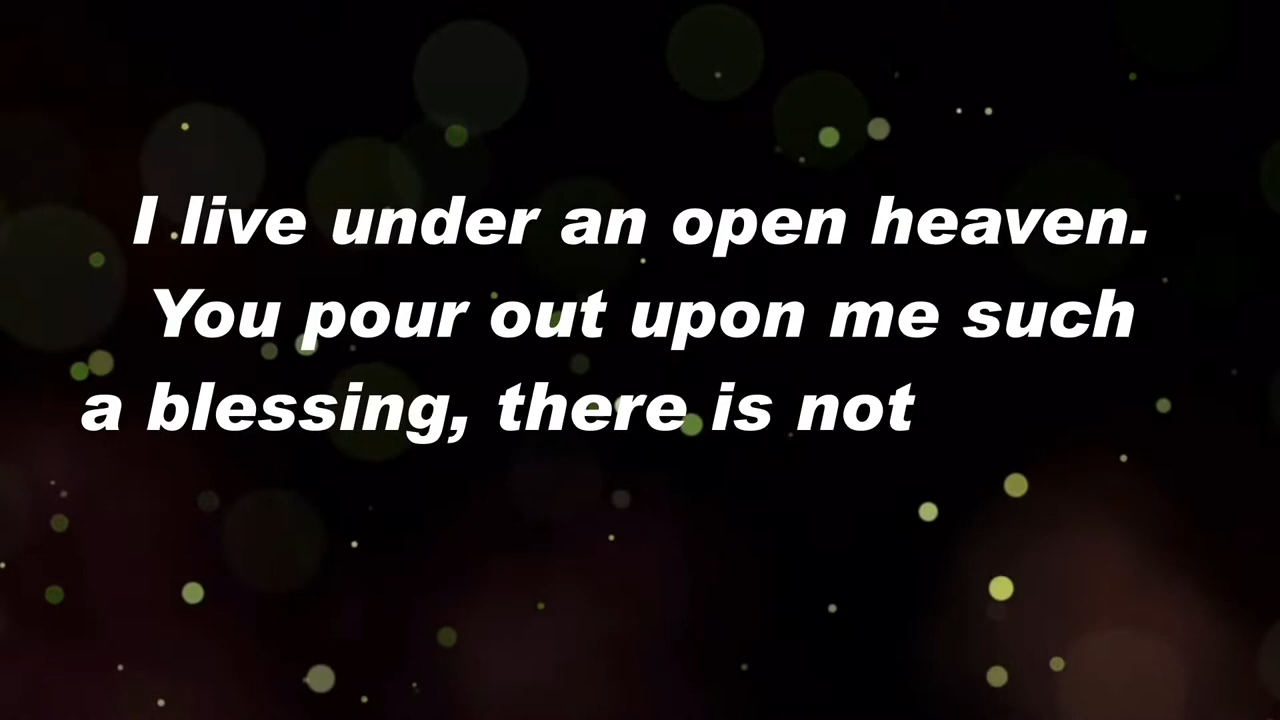 I live under an open heaven.
You pour out upon me such
a blessing, there is not